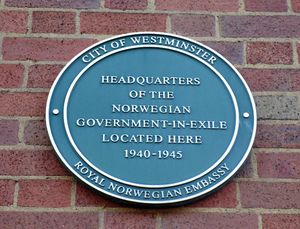 CITY OF WESTMINSTER
HEADQUARTERS
OF THE
NORWEGIAN
GOVERNMENT-IN-EXILE
LOCATED HERE
1940-1945
ROYAL NORWEGIAN EMBASSY